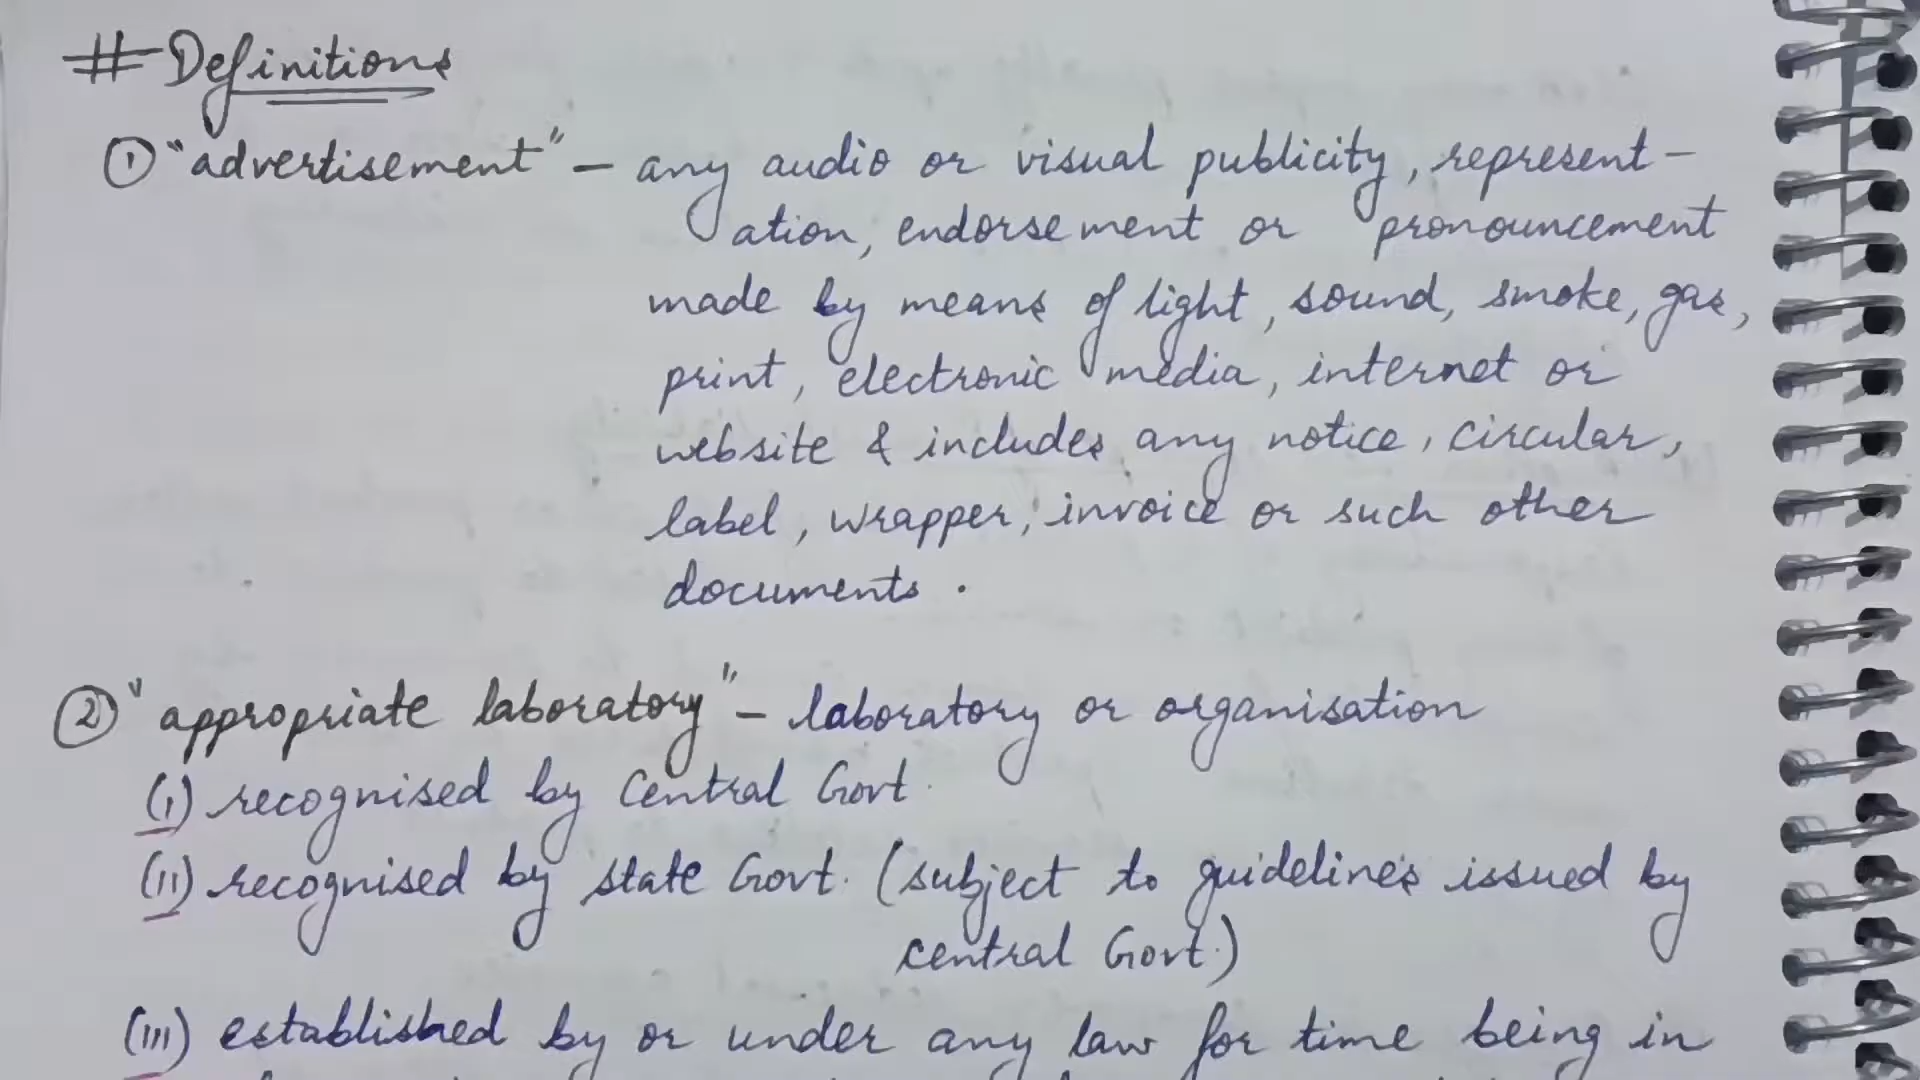 # Definitions
① "advertisement" – any audio or visual publicity, represent-
ation, endorsement or pronouncement
made by means of light, sound, smoke, gas,
print, electronic media, internet or
website & includes any notice, circular,
label, wrapper, invoice or such other
documents.
② "appropriate laboratory" – laboratory or organisation
(i) recognised by Central Govt.
(ii) recognised by state Govt. (subject to guidelines issued by
central Govt.)
(iii) established by or under any law for time being in